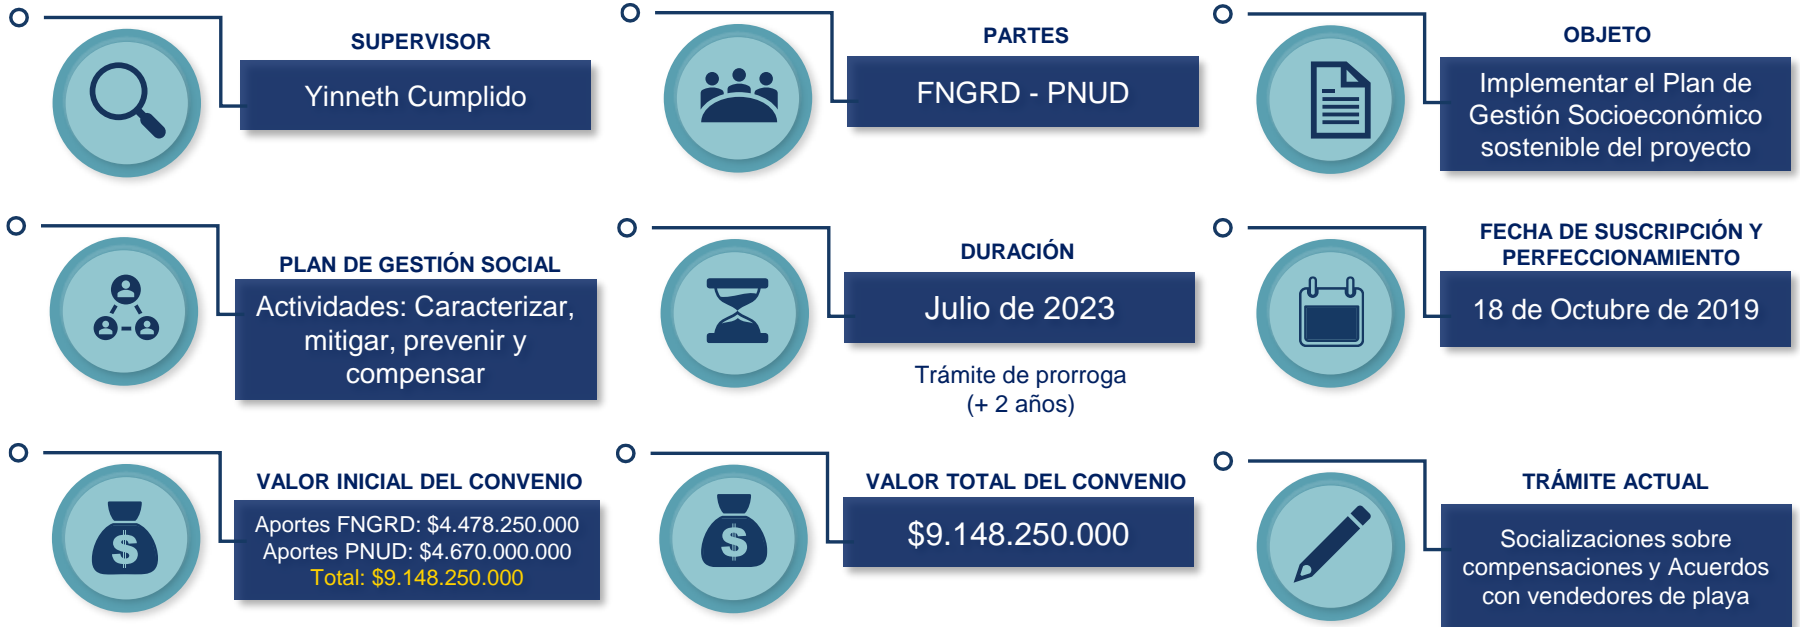 SUPERVISOR
Yinneth Cumplido
PARTES
FNGRD - PNUD
OBJETO
Implementar el Plan de
Gestión Socioeconómico
sostenible del proyecto
PLAN DE GESTIÓN SOCIAL
Actividades: Caracterizar,
mitigar, prevenir y
compensar
DURACIÓN
Julio de 2023
Trámite de prorroga
(+ 2 años)
FECHA DE SUSCRIPCIÓN Y
PERFECCIONAMIENTO
18 de Octubre de 2019
VALOR INICIAL DEL CONVENIO
Aportes FNGRD: $4.478.250.000
Aportes PNUD: $4.670.000.000
Total: $9.148.250.000
VALOR TOTAL DEL CONVENIO
$9.148.250.000
TRÁMITE ACTUAL
Socializaciones sobre
compensaciones y Acuerdos
con vendedores de playa